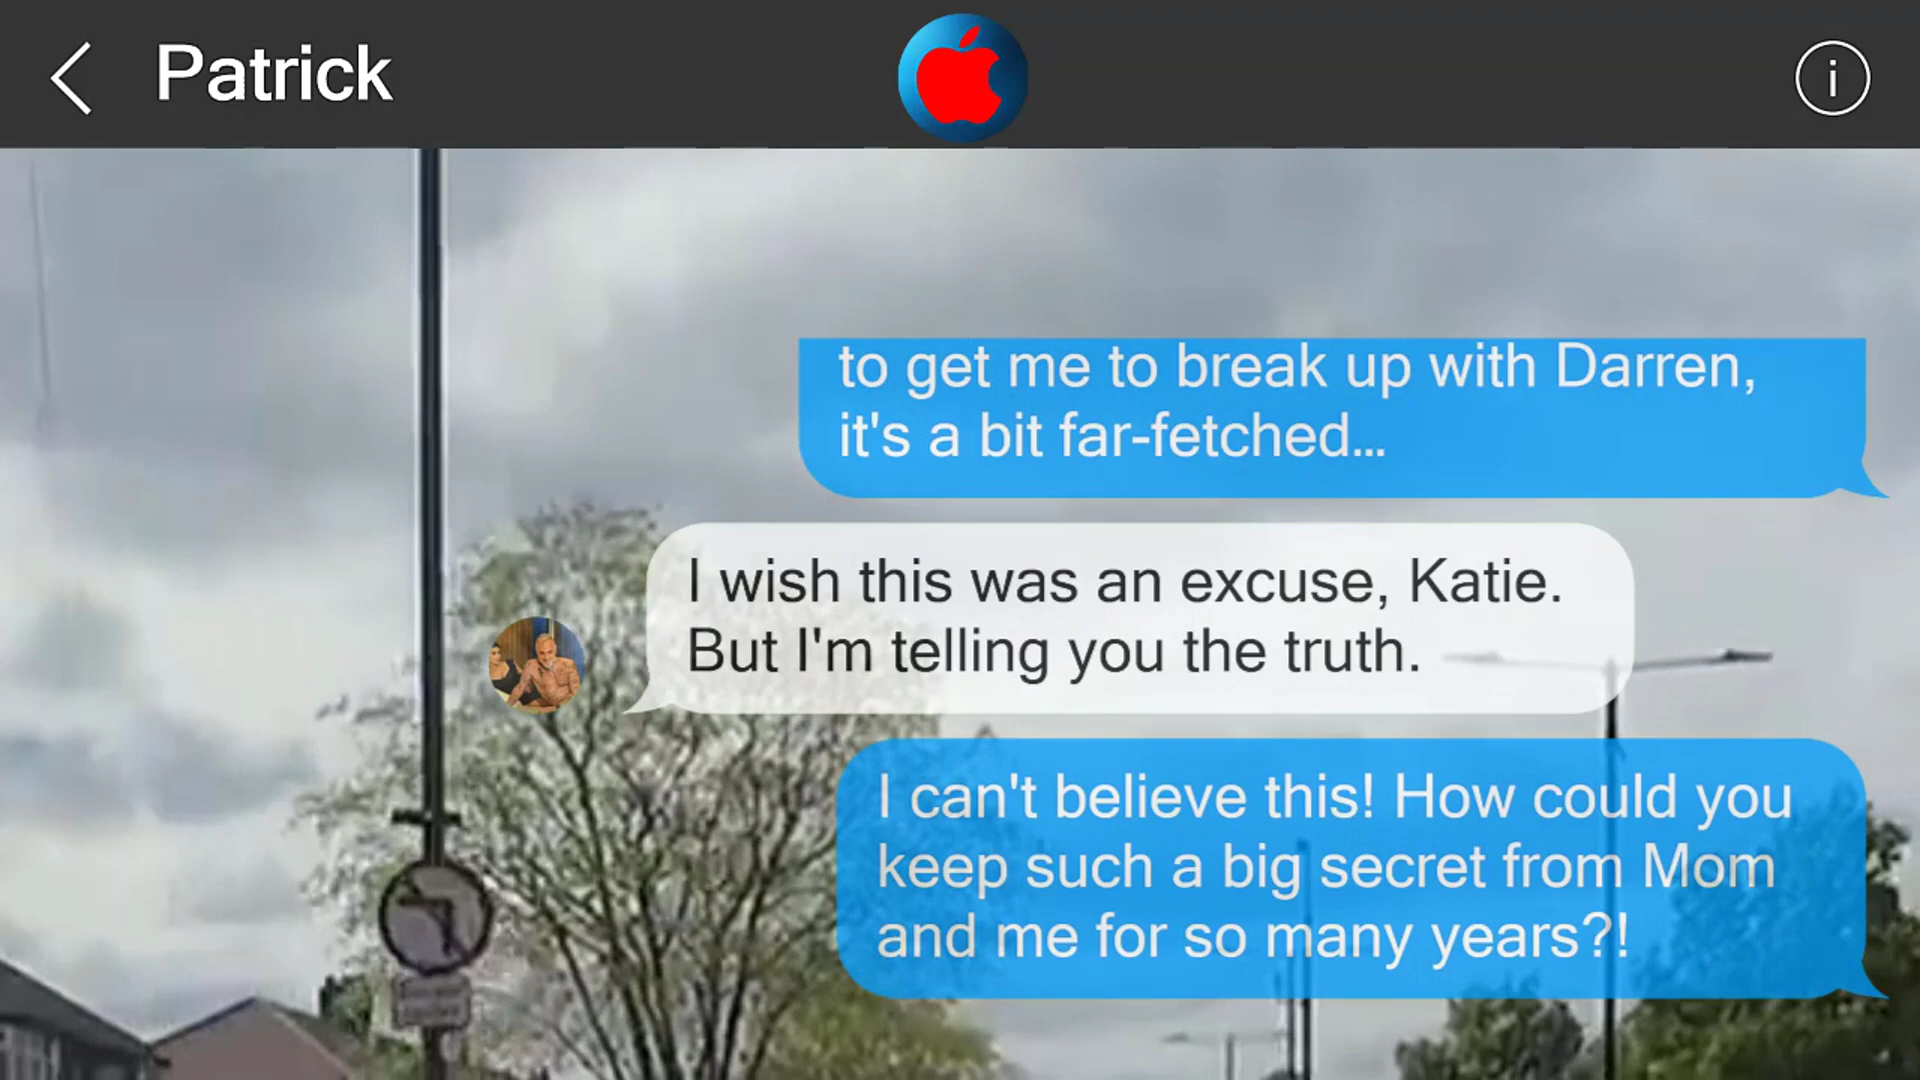 Patrick
to get me to break up with Darren,
it's a bit far-fetched...
I wish this was an excuse, Katie.
But I'm telling you the truth.
I can't believe this! How could you
keep such a big secret from Mom
and me for so many years?!